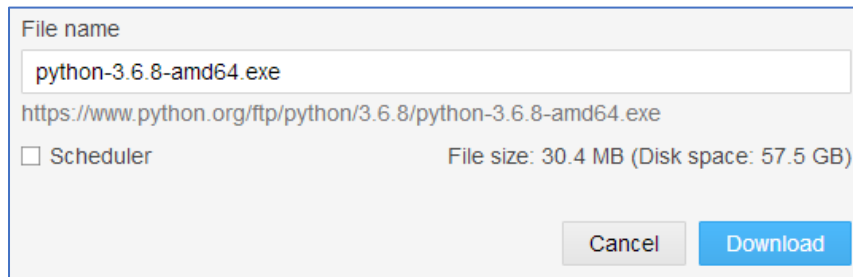 File name
python-3.6.8-amd64.exe
https://www.python.org/ftp/python/3.6.8/python-3.6.8-amd64.exe
Scheduler File size: 30.4 MB (Disk space: 57.5 GB)
Cancel Download